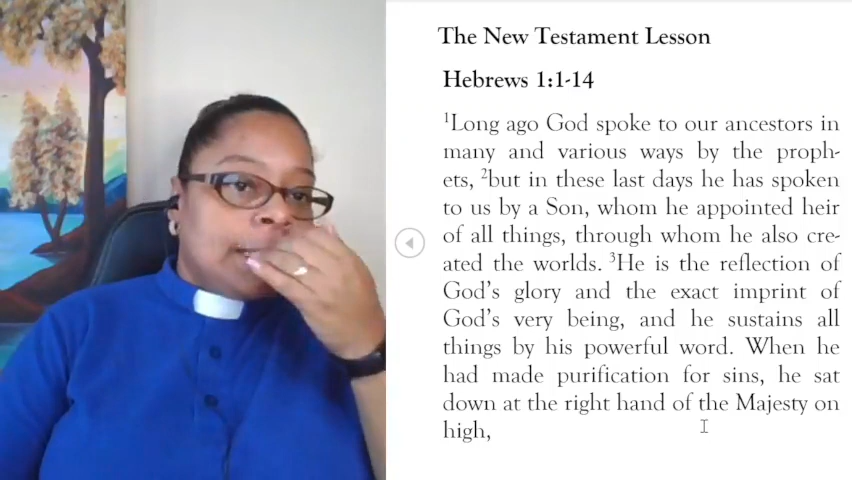 The New Testament Lesson
Hebrews 1:1-14
¹Long ago God spoke to our ancestors in
many and various ways by the proph-
ets, ²but in these last days he has spoken
to us by a Son, whom he appointed heir
of all things, through whom he also cre-
ated the worlds. ³He is the reflection of
God’s glory and the exact imprint of
God’s very being, and he sustains all
things by his powerful word. When he
had made purification for sins, he sat
down at the right hand of the Majesty on
high,